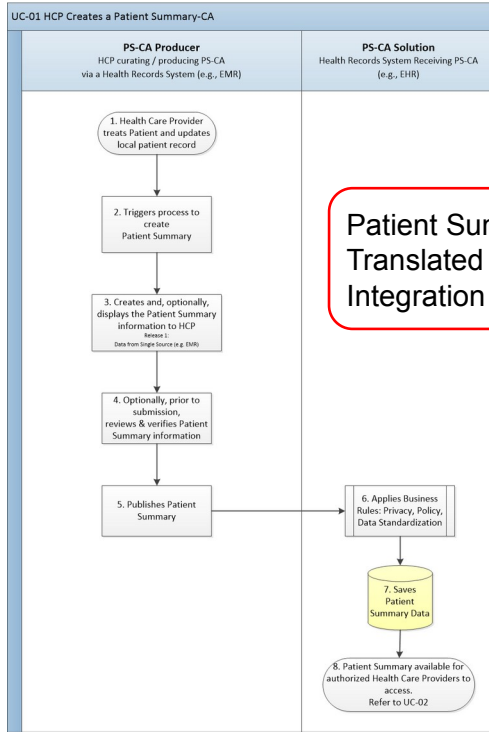 UC-01 HCP Creates a Patient Summary-CA
PS-CA Producer
HCP curating / producing PS-CA
via a Health Records System (e.g., EMR)
PS-CA Solution
Health Records System Receiving PS-CA
(e.g., EHR)
1. Health Care Provider
treats Patient and updates
local patient record
2. Triggers process to
create
Patient Summary
3. Creates and, optionally,
displays the Patient Summary
information to HCP
Release 1:
Data from Single Source (e.g. EMR)
4. Optionally, prior to
submission,
reviews & verifies Patient
Summary information
5. Publishes Patient
Summary
6. Applies Business
Rules: Privacy, Policy,
Data Standardization
7. Saves
Patient
Summary Data
8. Patient Summary available for
authorized Health Care Providers to
access.
Refer to UC-02
Patient
Translated
Integration